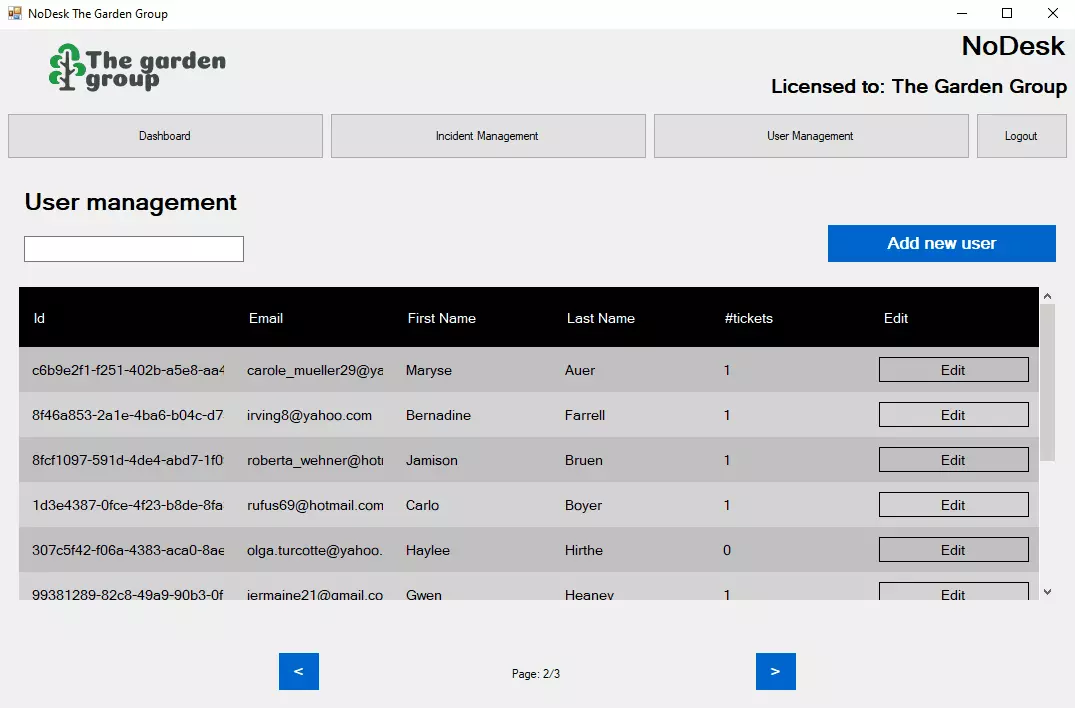 NoDesk The Garden Group
The garden group
NoDesk
Licensed to: The Garden Group
Dashboard Incident Management User Management Logout
User management
Add new user
Id Email First Name Last Name #tickets Edit
c6b9e2f1-f251-402b-a5e8-aa4 carole_mueller29@ya Maryse Auer 1 Edit
8f46a853-2a1e-4ba6-b04c-d7 irving8@yahoo.com Bernadine Farrell 1 Edit
8fcf1097-591d-4de4-abd7-1f0 roberta_wehner@hot Jamison Bruen 1 Edit
1d3e4387-0fce-4f23-b8de-8fa rufus69@hotmail.com Carlo Boyer 1 Edit
307c5f42-f06a-4383-aca0-8ae olga.turcotte@yahoo. Haylee Hirthe 0 Edit
99381289-82c8-49a9-90b3-0f jermaine21@gmail.co Gwen Heaney 1 Edit
< Page: 2/3 >